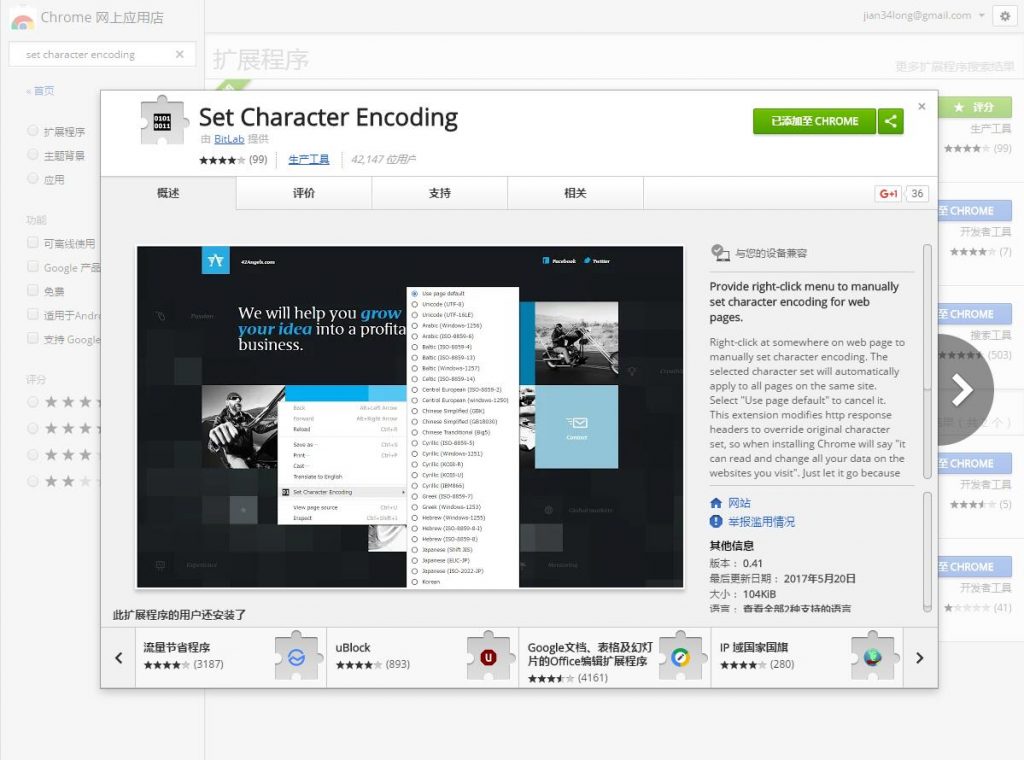 Chrome 网上应用店
jian34long@gmail.com
set character encoding
扩展程序
更多扩展程序搜索结果
« 首页
扩展程序
主题背景
应用
功能
可离线使用
Google 产品
免费
适用于Andro
支持 Google
评分
Set Character Encoding
由 BitLab 提供
(99)
生产工具
42,147 位用户
已添加至 CHROME
概述
评价
支持
相关
G+1
36
42Angels.com
Facebook
Twitter
We will help you grow
your idea into a profita
business.
Passion
Contact
Experience
Global markets
Mentoring
Back Alt+Left Arrow
Forward Alt+Right Arrow
Reload Ctrl+R
Save as... Ctrl+S
Print... Ctrl+P
Cast...
Translate to English
Set Character Encoding
View page source Ctrl+U
Inspect Ctrl+Shift+I
Use page default
Unicode (UTF-8)
Unicode (UTF-16LE)
Arabic (Windows-1256)
Arabic (ISO-8859-6)
Baltic (ISO-8859-4)
Baltic (ISO-8859-13)
Baltic (Windows-1257)
Celtic (ISO-8859-14)
Central European (ISO-8859-2)
Central European (windows-1250)
Chinese Simplified (GBK)
Chinese Simplified (GB18030)
Chinese Tranditional (Big5)
Cyrillic (ISO-8859-5)
Cyrillic (Windows-1251)
Cyrillic (KOI8-R)
Cyrillic (KOI8-U)
Cyrillic (IBM866)
Greek (ISO-8859-7)
Greek (Windows-1253)
Hebrew (Windows-1255)
Hebrew (ISO-8859-8-I)
Hebrew (ISO-8859-8)
Japanese (Shift JIS)
Japanese (EUC-JP)
Japanese (ISO-2022-JP)
Korean
与您的设备兼容
Provide right-click menu to manually
set character encoding for web
pages.
Right-click at somewhere on web page to
manually set character encoding. The
selected character set will automatically
apply to all pages on the same site.
Select "Use page default" to cancel it.
This extension modifies http response
headers to override original character
set, so when installing Chrome will say "it
can read and change all your data on the
websites you visit". Just let it go because
网站
举报滥用情况
其他信息
版本： 0.41
最后更新日期： 2017年5月20日
大小： 104KiB
语言： 查看全部2种支持的语言
此扩展程序的用户还安装了
流量节省程序
(3187)
uBlock
(893)
Google文档、表格及幻灯
片的Office编辑扩展程序
(4161)
IP 域国家国旗
(280)
评分
生产工具
(99)
至 CHROME
开发者工具
(7)
至 CHROME
搜索工具
(503)
至 CHROME
开发者工具
(5)
至 CHROME
开发者工具
(41)